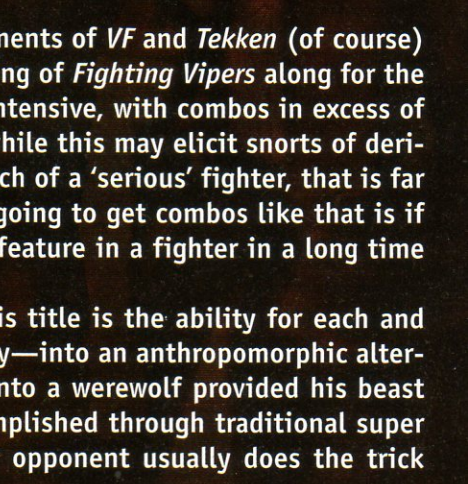 nents of VF and Tekken (of course)
ng of Fighting Vipers along for the
ntensive, with combos in excess of
hile this may elicit snorts of deri-
ch of a ‘serious’ fighter, that is far
going to get combos like that is if
feature in a fighter in a long time
is title is the ability for each and
y—into an anthropomorphic alter-
nto a werewolf provided his beast
mplished through traditional super
opponent usually does the trick